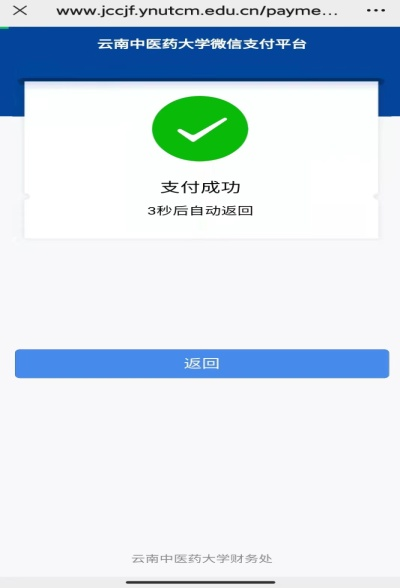 www.jccjf.ynutcm.edu.cn/payme...
云南中医药大学微信支付平台
支付成功
3秒后自动返回
返回
云南中医药大学财务处